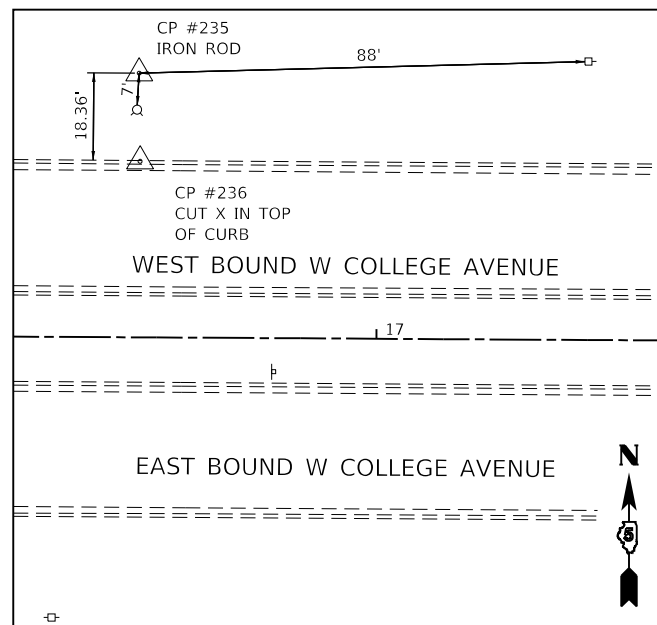 CP #235
IRON ROD
88'
7'
18.36'
CP #236
CUT X IN TOP
OF CURB
WEST BOUND W COLLEGE AVENUE
17
EAST BOUND W COLLEGE AVENUE
N
5